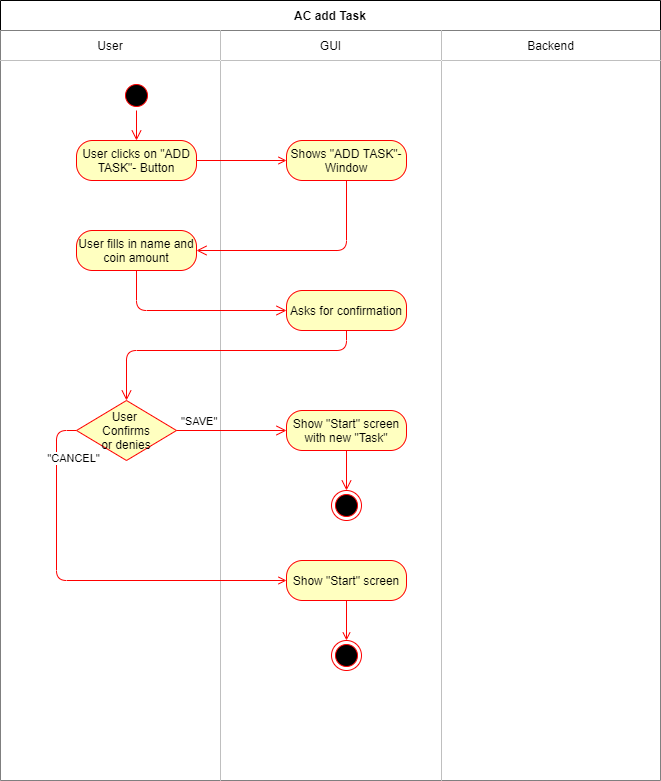 AC add Task
User
GUI
Backend
User clicks on "ADD
TASK"- Button
Shows "ADD TASK"-
Window
User fills in name and
coin amount
Asks for confirmation
User
Confirms
or denies
"SAVE"
Show "Start" screen
with new "Task"
"CANCEL"
Show "Start" screen